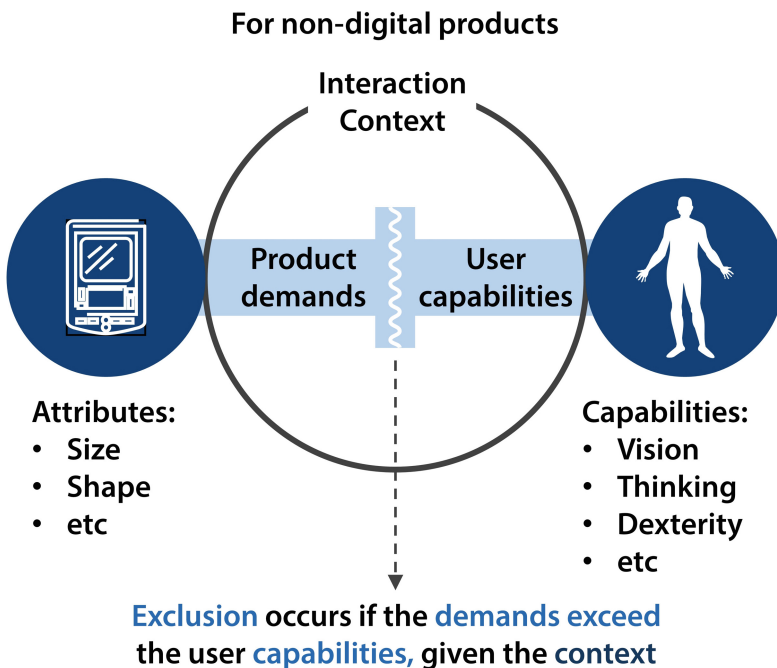 For non-digital products
Interaction
Context
Product
demands
User
capabilities
Attributes:
• Size
• Shape
• etc
Capabilities:
• Vision
• Thinking
• Dexterity
• etc
Exclusion occurs if the demands exceed
the user capabilities, given the context